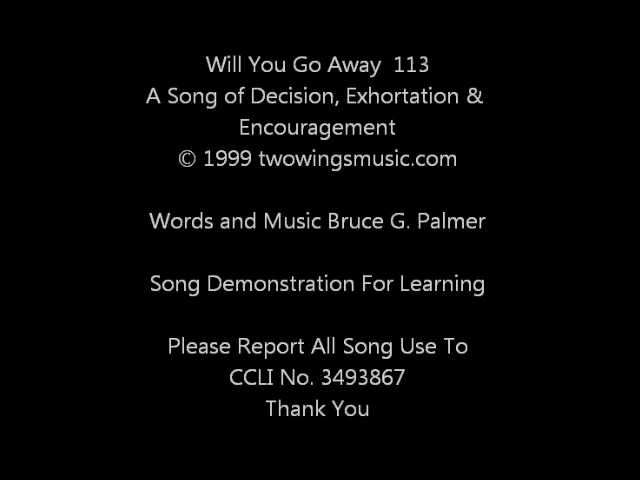 Will You Go Away  113
A Song of Decision, Exhortation &
Encouragement
© 1999 twowingsmusic.com
Words and Music Bruce G. Palmer
Song Demonstration For Learning
Please Report All Song Use To
CCLI No. 3493867
Thank You